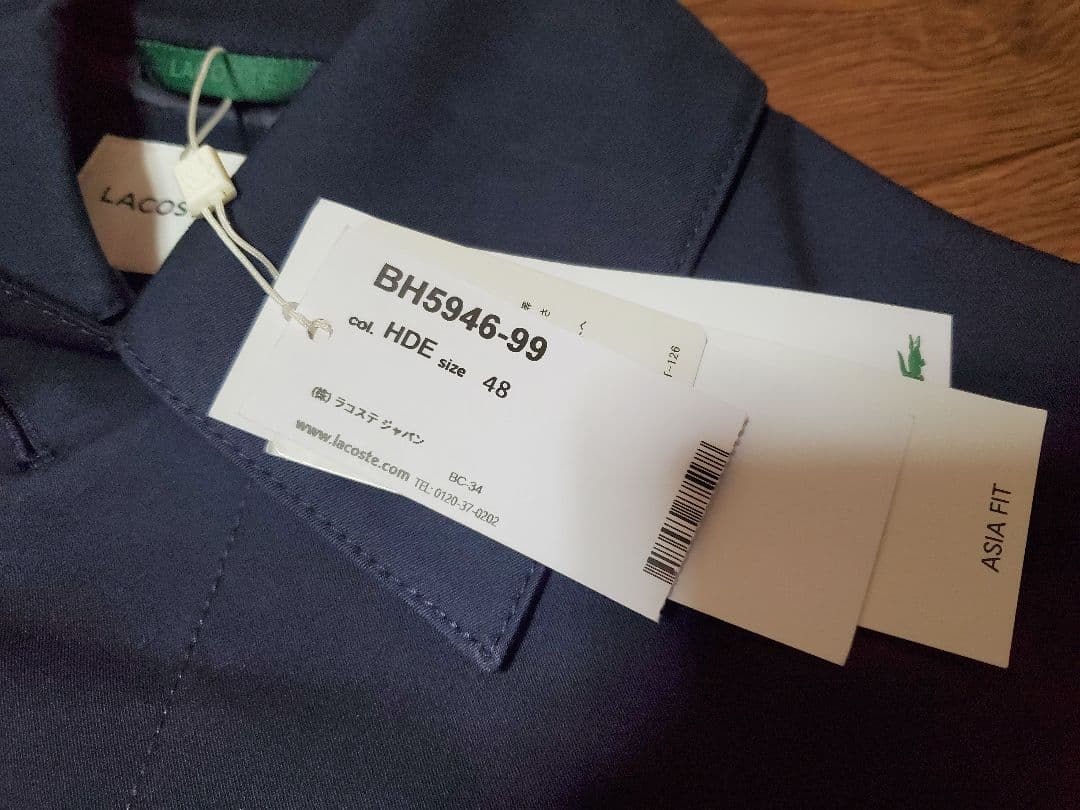 LACOSTE
LACOS
BH5946-99
col. HDE size 48
(株) ラコステ ジャパン
www.lacoste.com
BC-34
TEL: 0120-37-0202
ASIA FIT